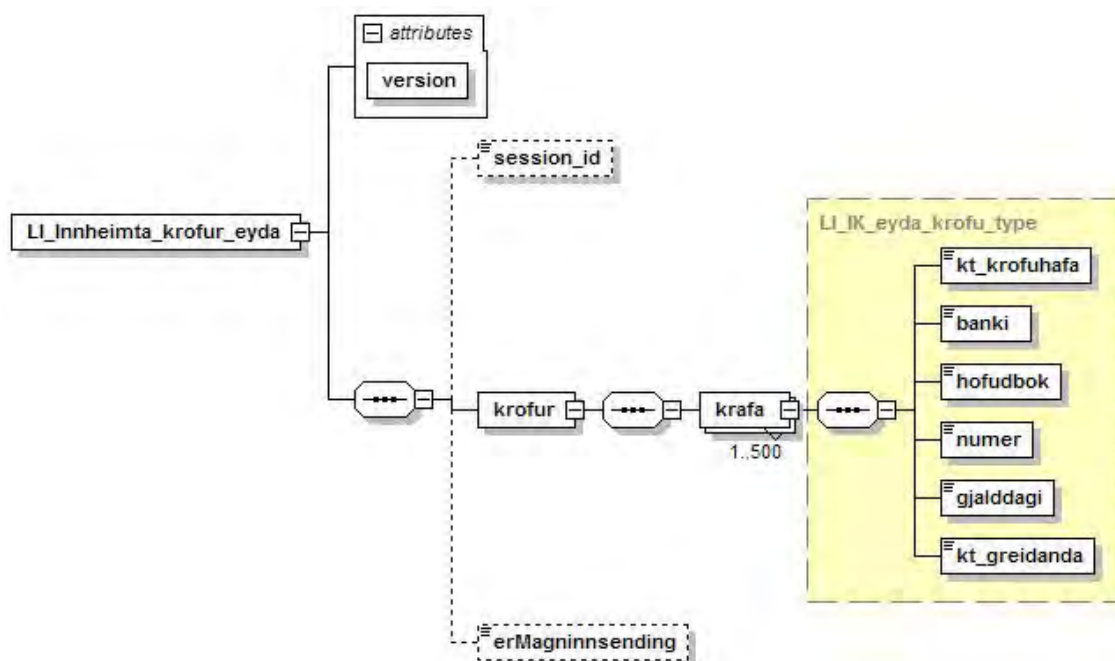 attributes
version
session_id
LI_Innheimta_krofur_eyda
LI_IK_eyda_krofu_type
kt_krofuhafa
banki
hofudbok
krofur
krafa
1..500
numer
gjalddagi
kt_greidanda
erMagninnsending